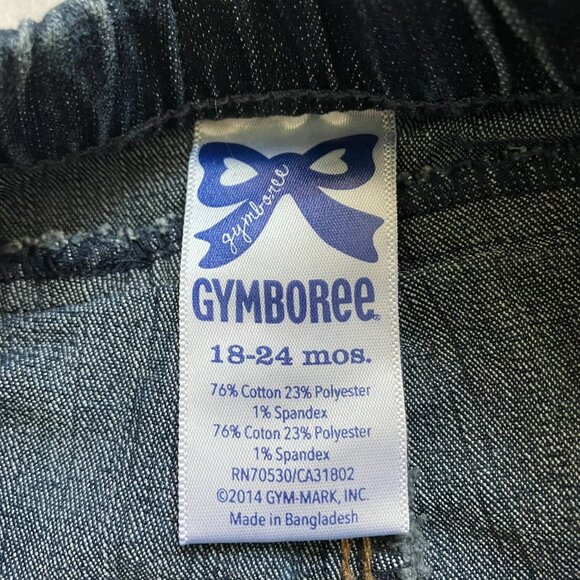 gymboree
GYMBOREE
18-24 mos.
76% Cotton 23% Polyester
1% Spandex
76% Coton 23% Polyester
1% Spandex
RN70530/CA31802
©2014 GYM-MARK, INC.
Made in Bangladesh